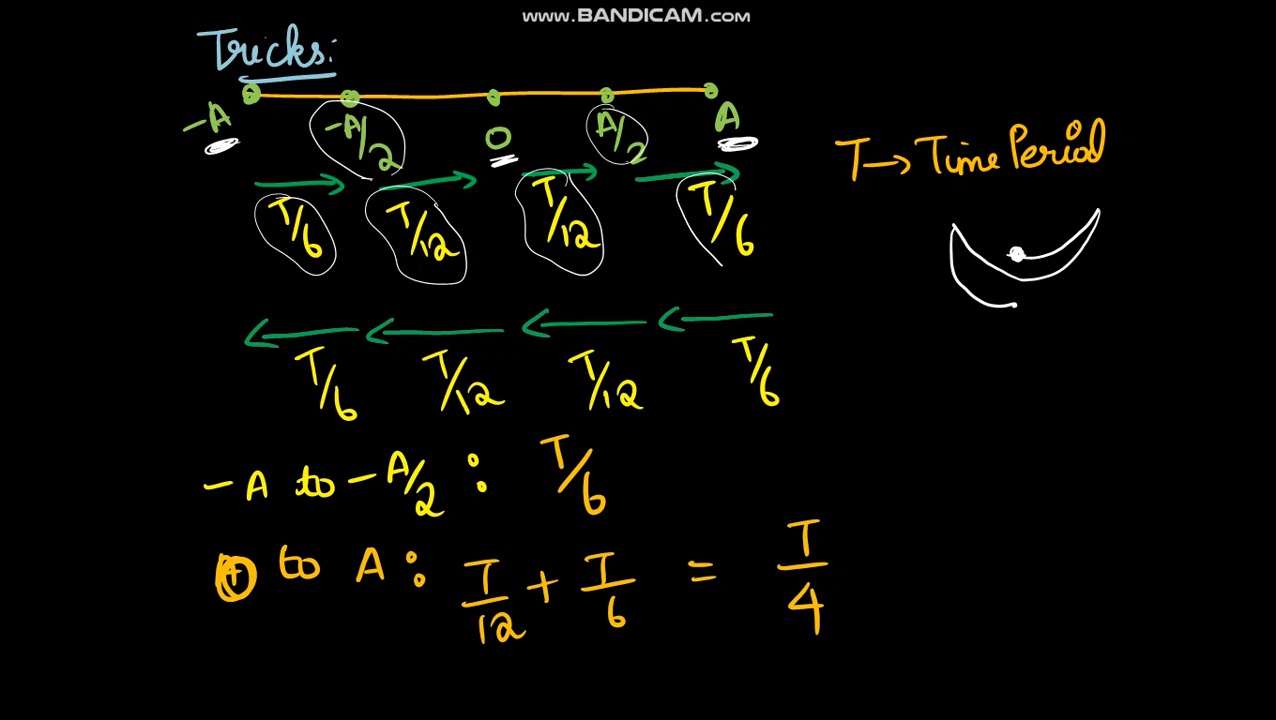 www.BANDICAM.com
Tricks:
-A -A/2 0 A/2 A
T → Time Period
T/6 T/12 T/12 T/6
T/6 T/12 T/12 T/6
-A to -A/2 : T/6
to A : T/12 + T/6 = T/4